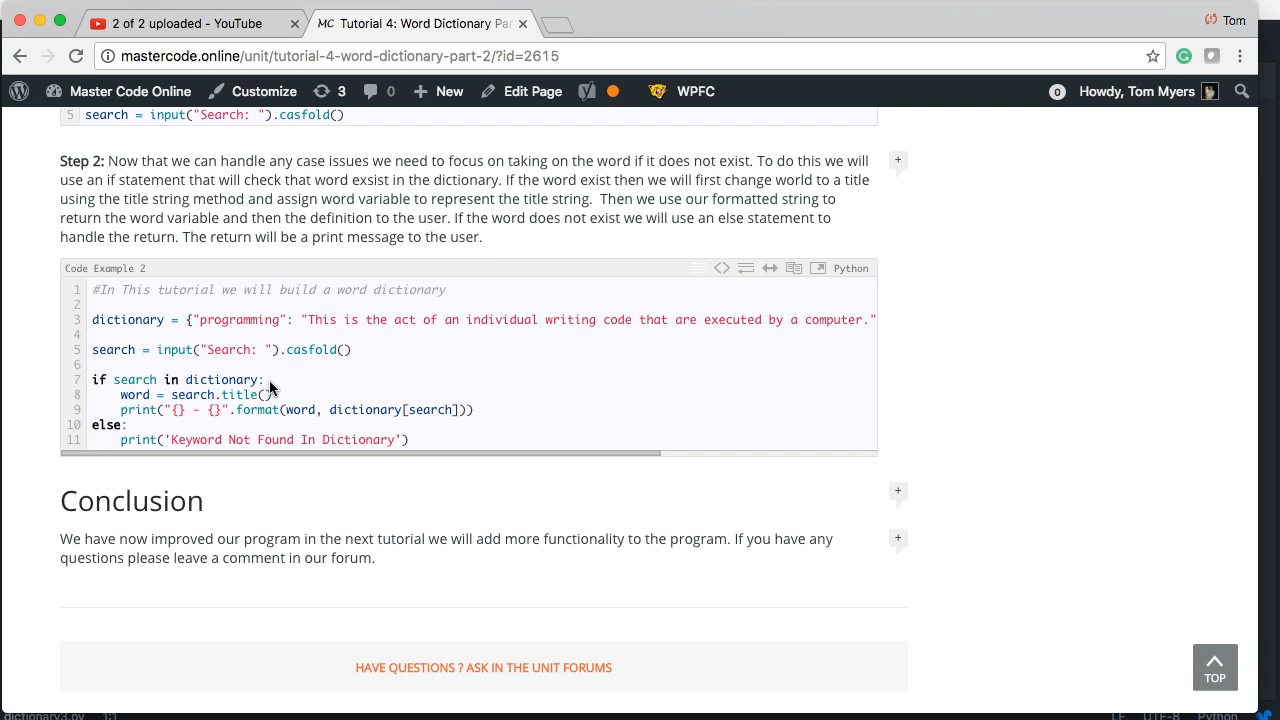 2 of 2 uploaded - YouTube
MC Tutorial 4: Word Dictionary Par
Tom
mastercode.online/unit/tutorial-4-word-dictionary-part-2/?id=2615
Master Code Online Customize 3 0 New Edit Page WPFC 0 Howdy, Tom Myers
5 search = input("Search: ").casfold()
Step 2: Now that we can handle any case issues we need to focus on taking on the word if it does not exist. To do this we will
use an if statement that will check that word exsist in the dictionary. If the word exist then we will first change world to a title
using the title string method and assign word variable to represent the title string. Then we use our formatted string to
return the word variable and then the definition to the user. If the word does not exist we will use an else statement to
handle the return. The return will be a print message to the user.
+
Code Example 2 Python
1 #In This tutorial we will build a word dictionary
2
3 dictionary = {"programming": "This is the act of an individual writing code that are executed by a computer."
4
5 search = input("Search: ").casfold()
6
7 if search in dictionary:
8 word = search.title()
9 print("{} - {}".format(word, dictionary[search]))
10 else:
11 print('Keyword Not Found In Dictionary')
Conclusion
+
We have now improved our program in the next tutorial we will add more functionality to the program. If you have any
questions please leave a comment in our forum.
+
HAVE QUESTIONS ? ASK IN THE UNIT FORUMS
TOP
dictionary3.py 1:1 LF UTF-8 Python